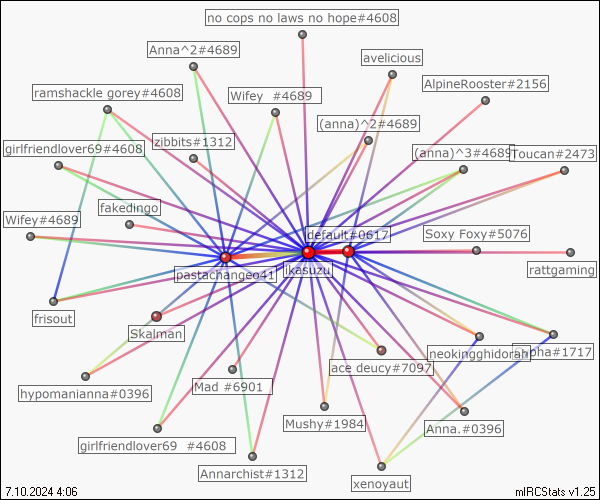 no cops no laws no hope#4608
Anna^2#4689
avelicious
AlpineRooster#2156
ramshackle gorey#4608
Wifey #4689
(anna)^2#4689
zibbits#1312
girlfriendlover69#4608
(anna)^3#4689
Toucan#2473
fakedingo
Wifey#4689
default#0617
Soxy Foxy#5076
pastachangeo41
ikasuzu
rattgaming
frisout
Skalman
neokingghidorah
pha#1717
ace deucy#7097
hypomanianna#0396
Mad #6901
Mushy#1984
Anna.#0396
girlfriendlover69 #4608
Annarchist#1312
xenoyaut
7.10.2024 4:06
mIRCStats v1.25